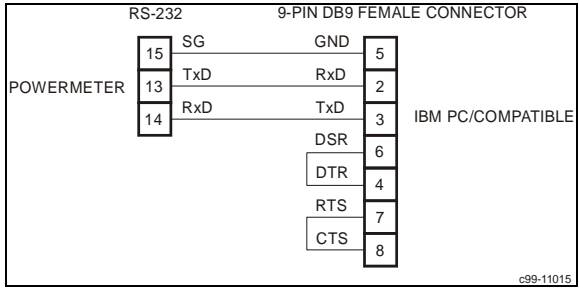 RS-232 9-PIN DB9 FEMALE CONNECTOR
15 SG GND 5
POWERMETER 13 TxD RxD 2
14 RxD TxD 3 IBM PC/COMPATIBLE
DSR 6
DTR 4
RTS 7
CTS 8
c99-11015